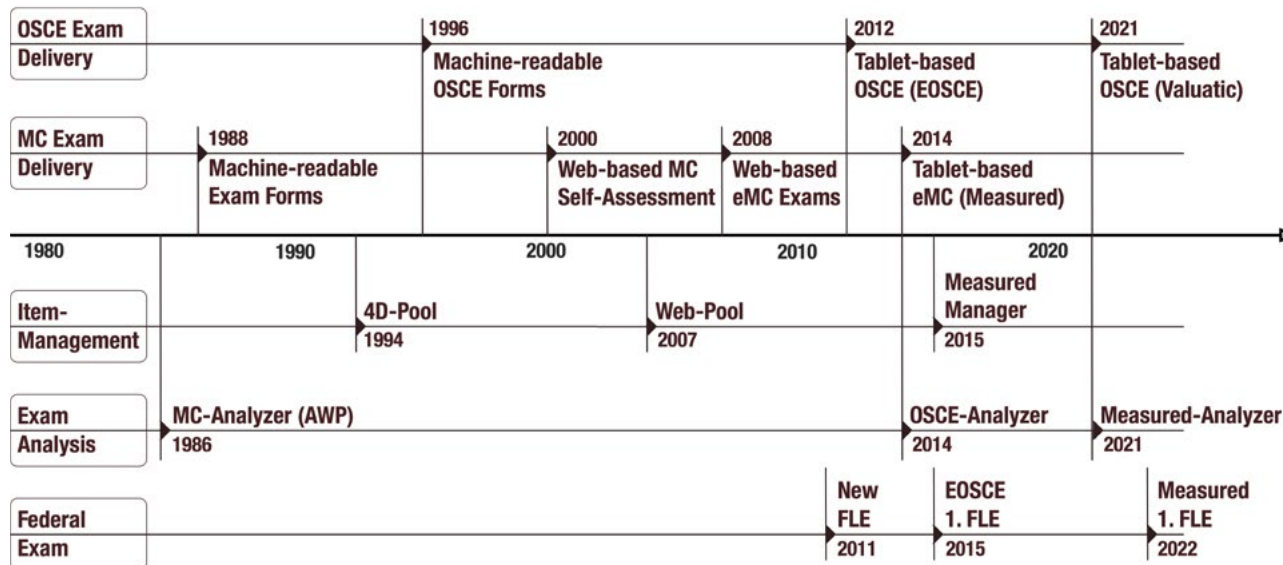 OSCE Exam
Delivery
1996
Machine-readable
OSCE Forms
2012
Tablet-based
OSCE (EOSCE)
2021
Tablet-based
OSCE (Valuatic)
MC Exam
Delivery
1988
Machine-readable
Exam Forms
2000
Web-based MC
Self-Assessment
2008
Web-based
eMC Exams
2014
Tablet-based
eMC (Measured)
1980
1990
2000
2010
2020
Item-
Management
4D-Pool
1994
Web-Pool
2007
Measured
Manager
2015
Exam
Analysis
MC-Analyzer (AWP)
1986
OSCE-Analyzer
2014
Measured-Analyzer
2021
Federal
Exam
New
FLE
2011
EOSCE
1. FLE
2015
Measured
1. FLE
2022